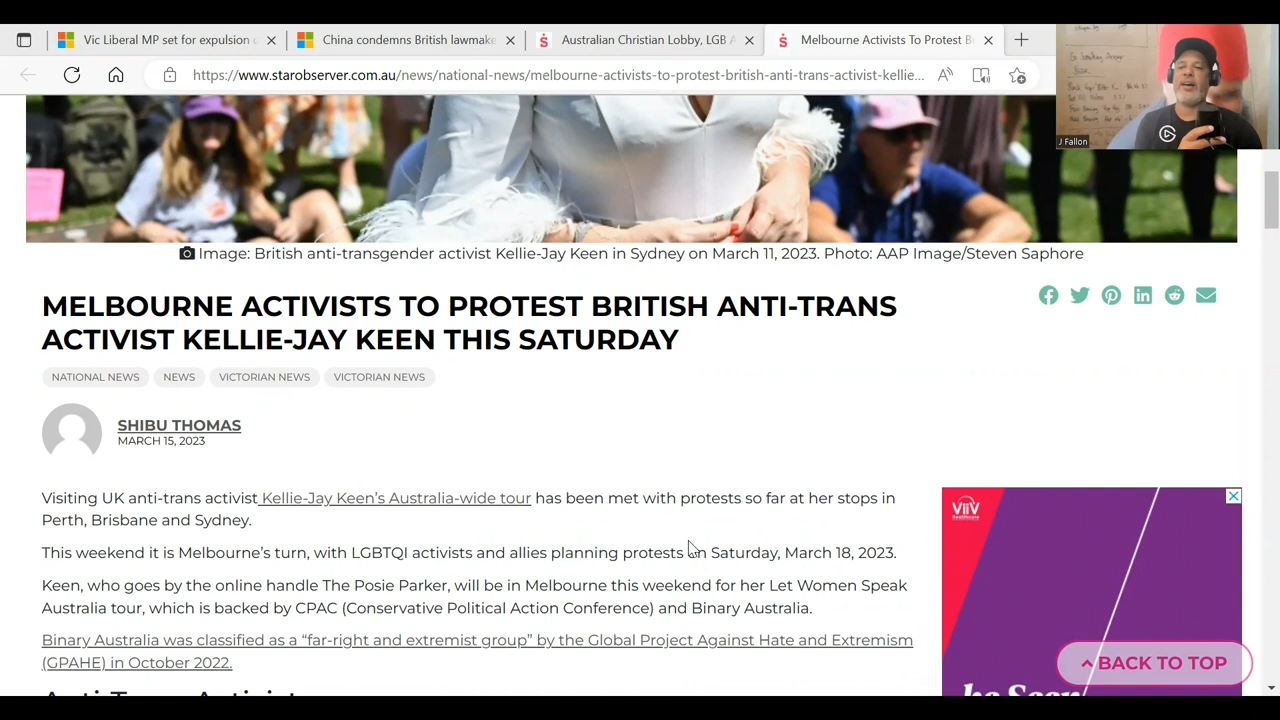 Vic Liberal MP set for expulsion o
China condemns British lawmake
Australian Christian Lobby, LGB A
Melbourne Activists To Protest B
https://www.starobserver.com.au/news/national-news/melbourne-activists-to-protest-british-anti-trans-activist-kellie...
J Fallon
Image: British anti-transgender activist Kellie-Jay Keen in Sydney on March 11, 2023. Photo: AAP Image/Steven Saphore
MELBOURNE ACTIVISTS TO PROTEST BRITISH ANTI-TRANS
ACTIVIST KELLIE-JAY KEEN THIS SATURDAY
NATIONAL NEWS
NEWS
VICTORIAN NEWS
VICTORIAN NEWS
SHIBU THOMAS
MARCH 15, 2023
Visiting UK anti-trans activist Kellie-Jay Keen's Australia-wide tour has been met with protests so far at her stops in
Perth, Brisbane and Sydney.
This weekend it is Melbourne's turn, with LGBTQI activists and allies planning protests on Saturday, March 18, 2023.
Keen, who goes by the online handle The Posie Parker, will be in Melbourne this weekend for her Let Women Speak
Australia tour, which is backed by CPAC (Conservative Political Action Conference) and Binary Australia.
Binary Australia was classified as a "far-right and extremist group" by the Global Project Against Hate and Extremism
(GPAHE) in October 2022.
ViiV
Healthcare
BACK TO TOP